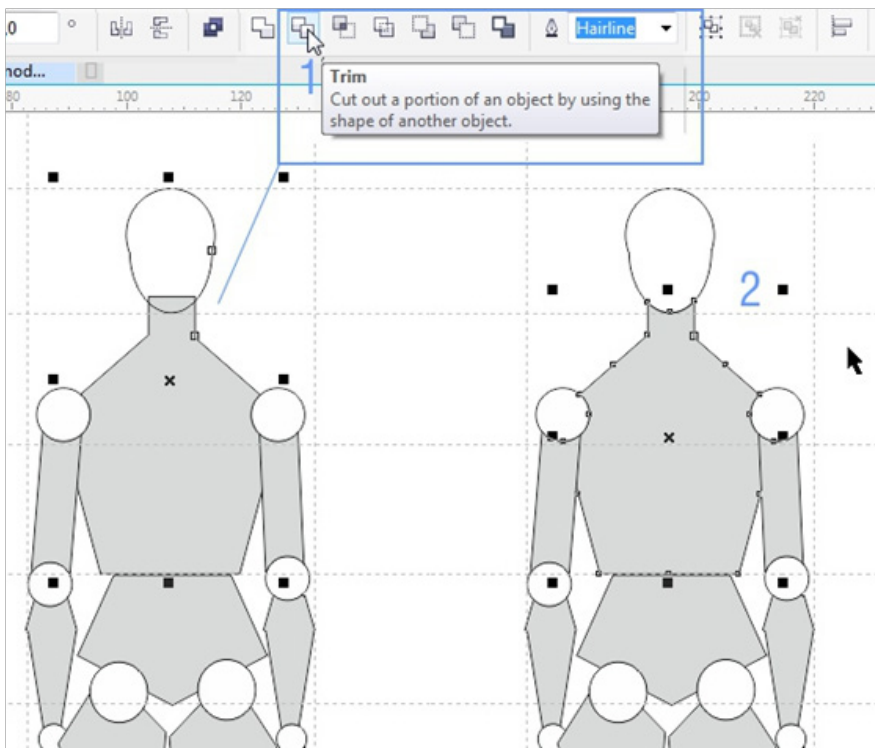 .0 °
Hairline
nod...
1
Trim
Cut out a portion of an object by using the
shape of another object.
80 100 120 200 220
2